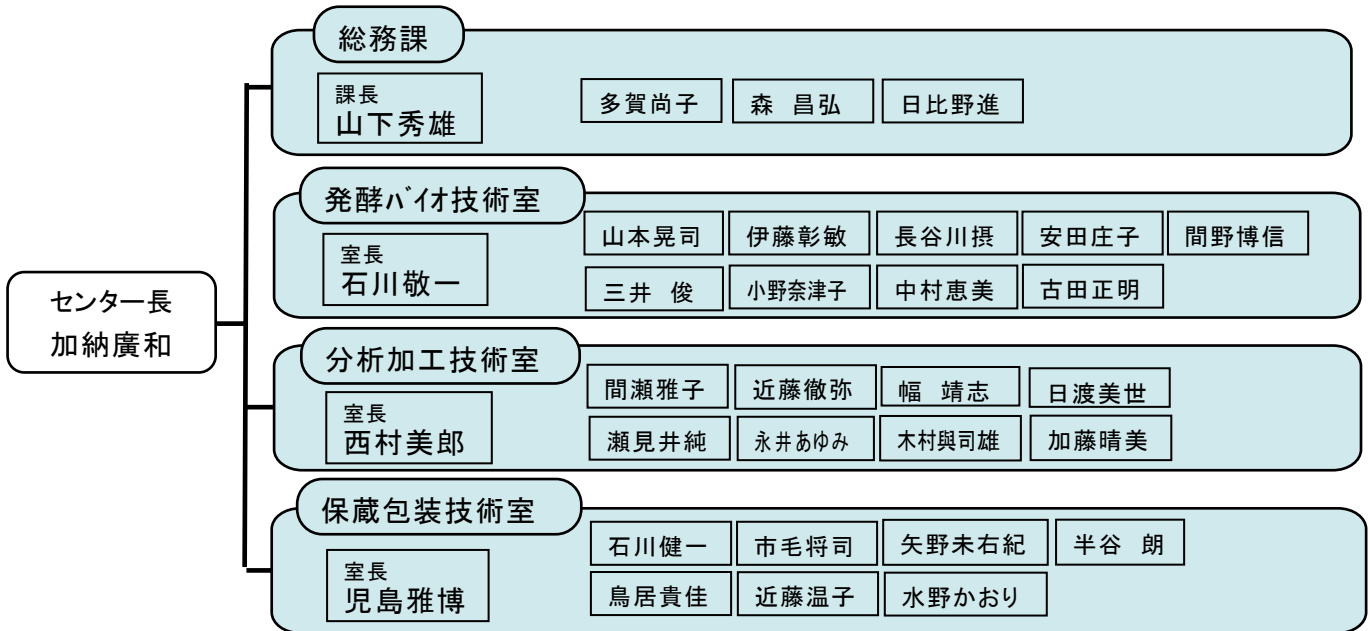 総務課
課長
山下秀雄
多賀尚子 森 昌弘 日比野進
発酵バイオ技術室
室長
石川敬一
山本晃司 伊藤彰敏 長谷川摂 安田庄子 間野博信
三井 俊 小野奈津子 中村恵美 古田正明
センター長
加納廣和
分析加工技術室
室長
西村美郎
間瀬雅子 近藤徹弥 幅 靖志 日渡美世
瀬見井純 永井あゆみ 木村與司雄 加藤晴美
保蔵包装技術室
室長
児島雅博
石川健一 市毛将司 矢野未右紀 半谷 朗
鳥居貴佳 近藤温子 水野かおり